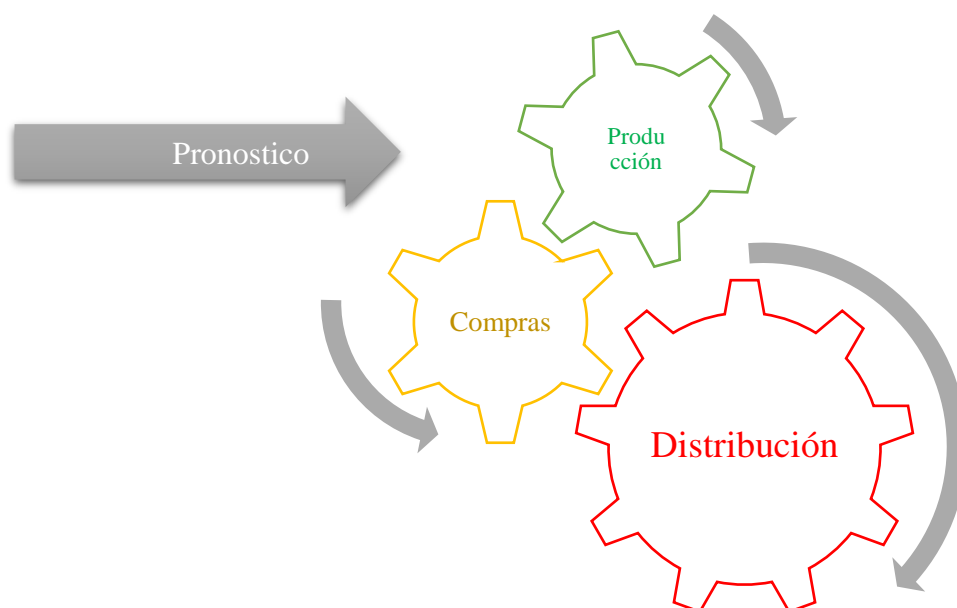 Pronostico
Produ
cción
Compras
Distribución